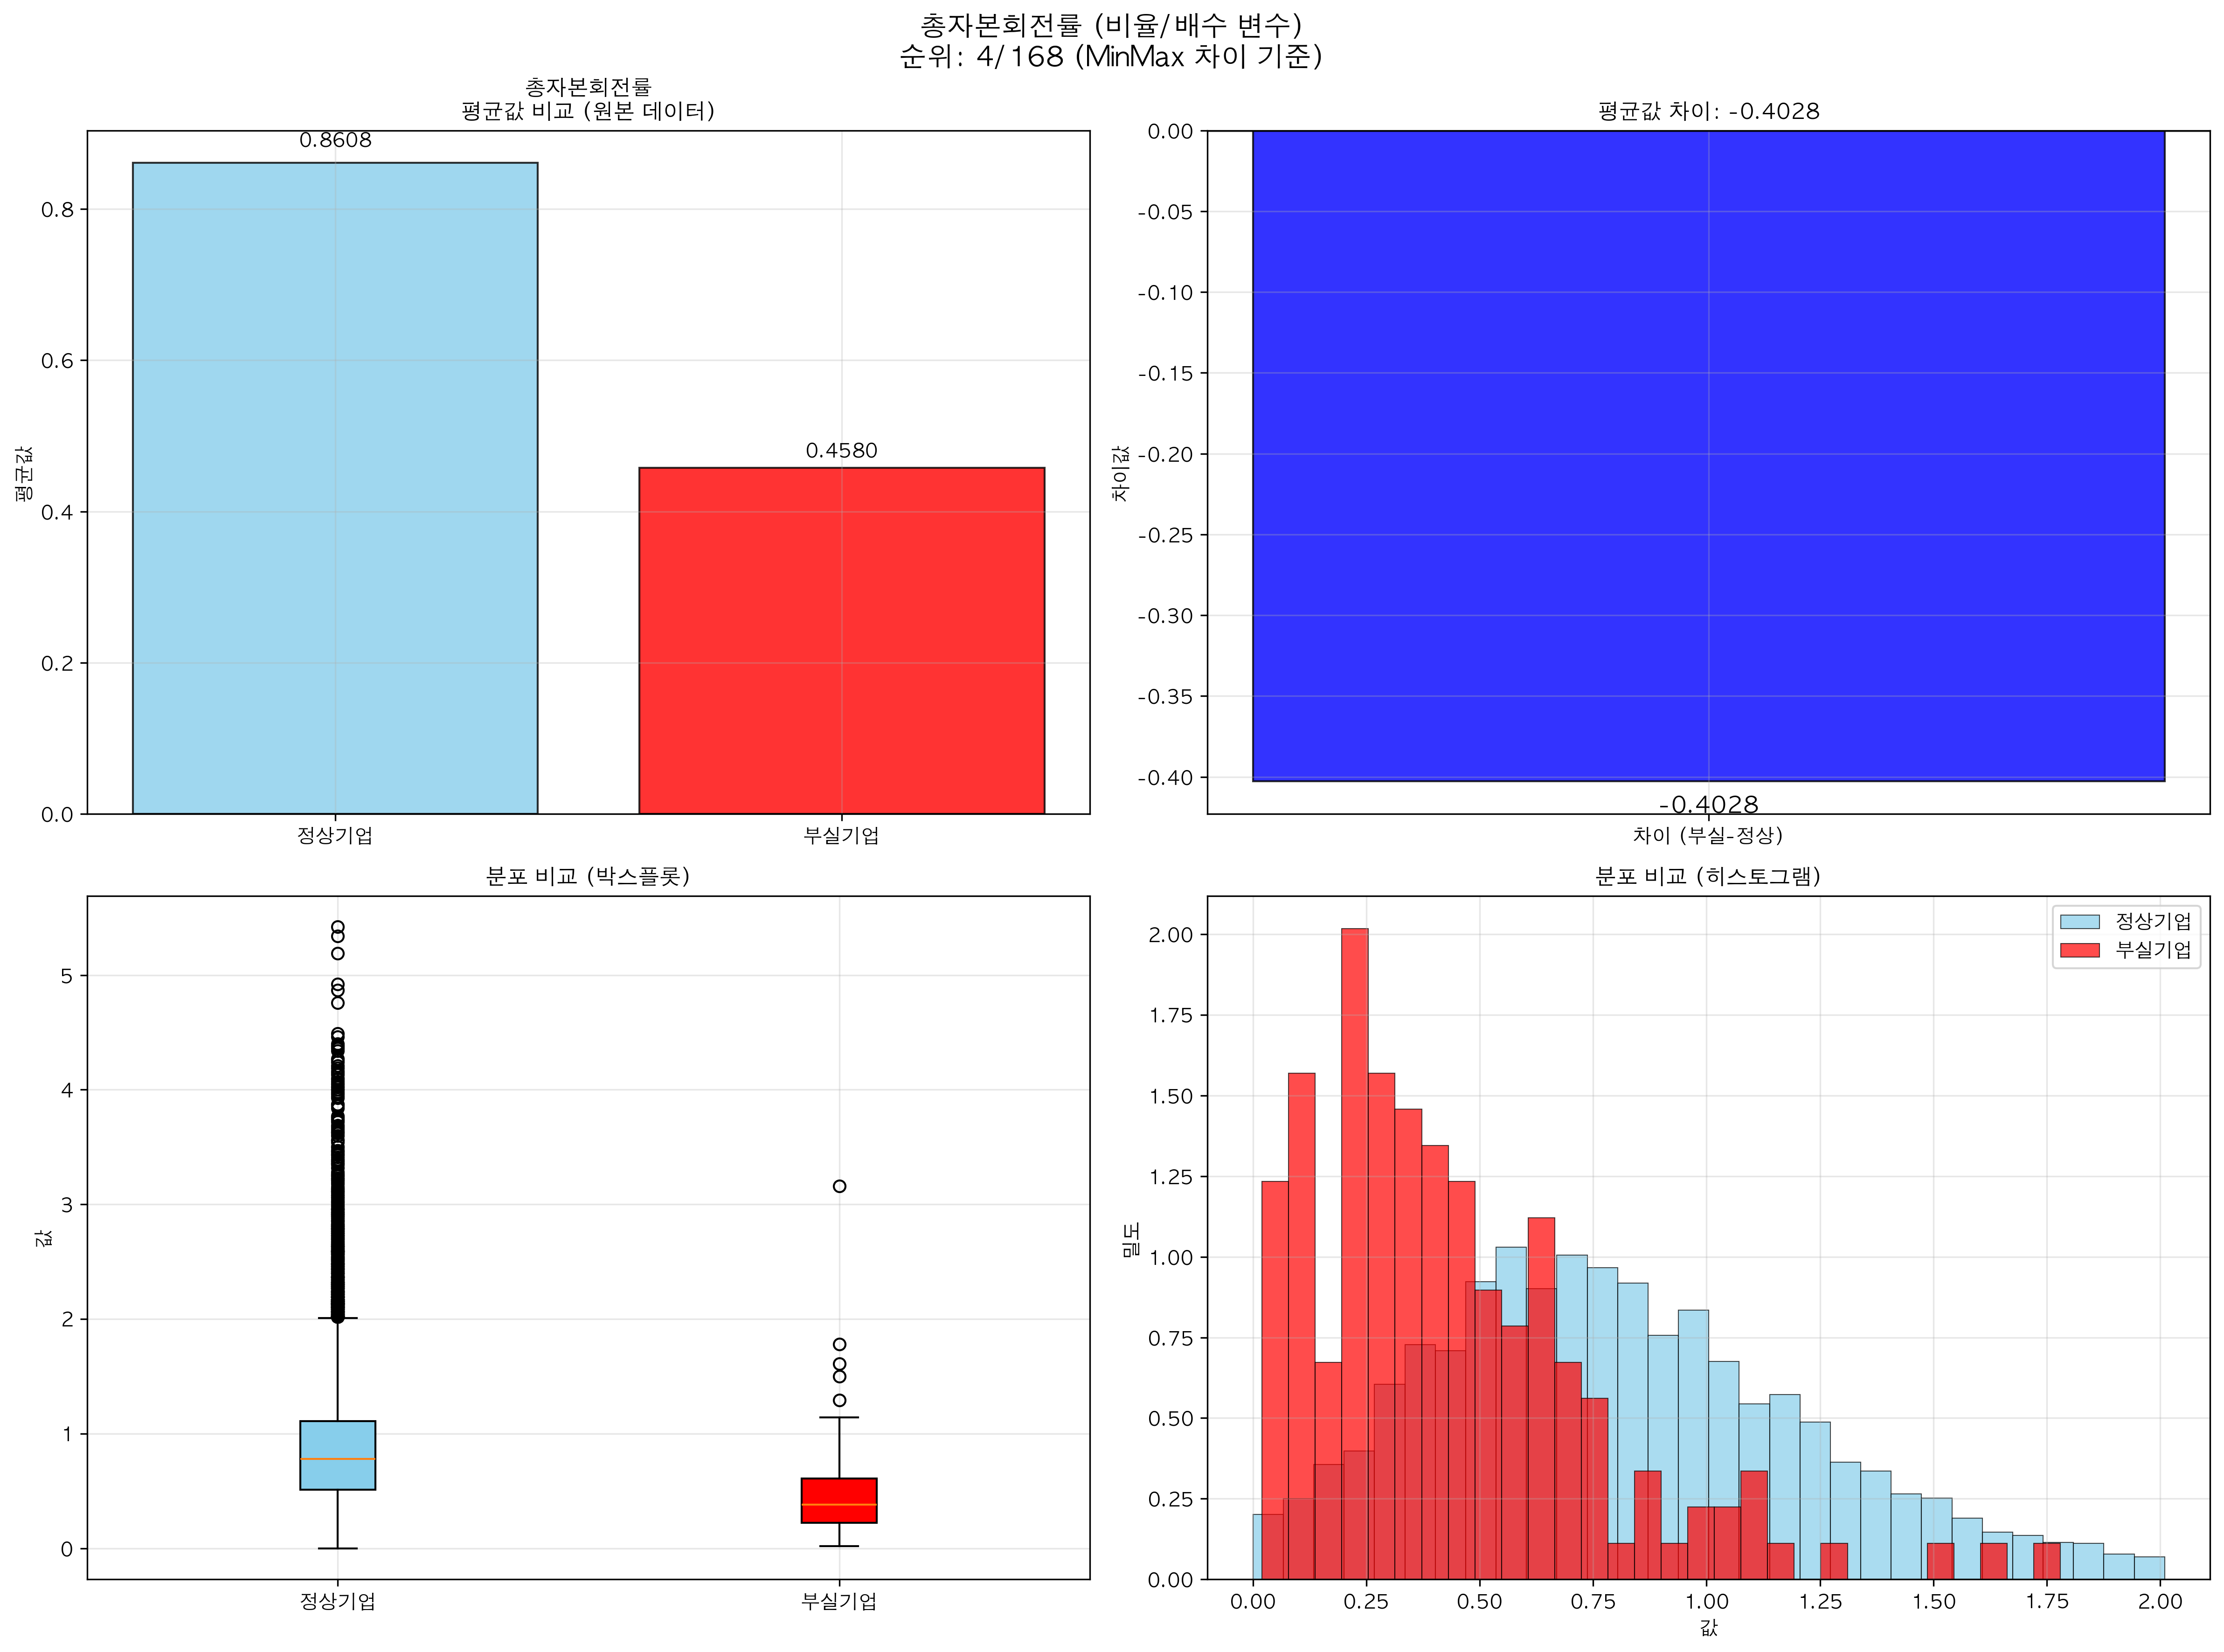 총자본회전률 (비율/배수 변수)
순위: 4/168 (MinMax 차이 기준)
총자본회전률
평균값 비교 (원본 데이터)
0.8608
0.4580
평균값
0.8
0.6
0.4
0.2
0.0
정상기업
부실기업
평균값 차이: -0.4028
차이값
0.00
-0.05
-0.10
-0.15
-0.20
-0.25
-0.30
-0.35
-0.40
-0.4028
차이 (부실-정상)
분포 비교 (박스플롯)
값
5
4
3
2
1
0
정상기업
부실기업
분포 비교 (히스토그램)
정상기업
부실기업
밀도
2.00
1.75
1.50
1.25
1.00
0.75
0.50
0.25
0.00
0.00 0.25 0.50 0.75 1.00 1.25 1.50 1.75 2.00
값